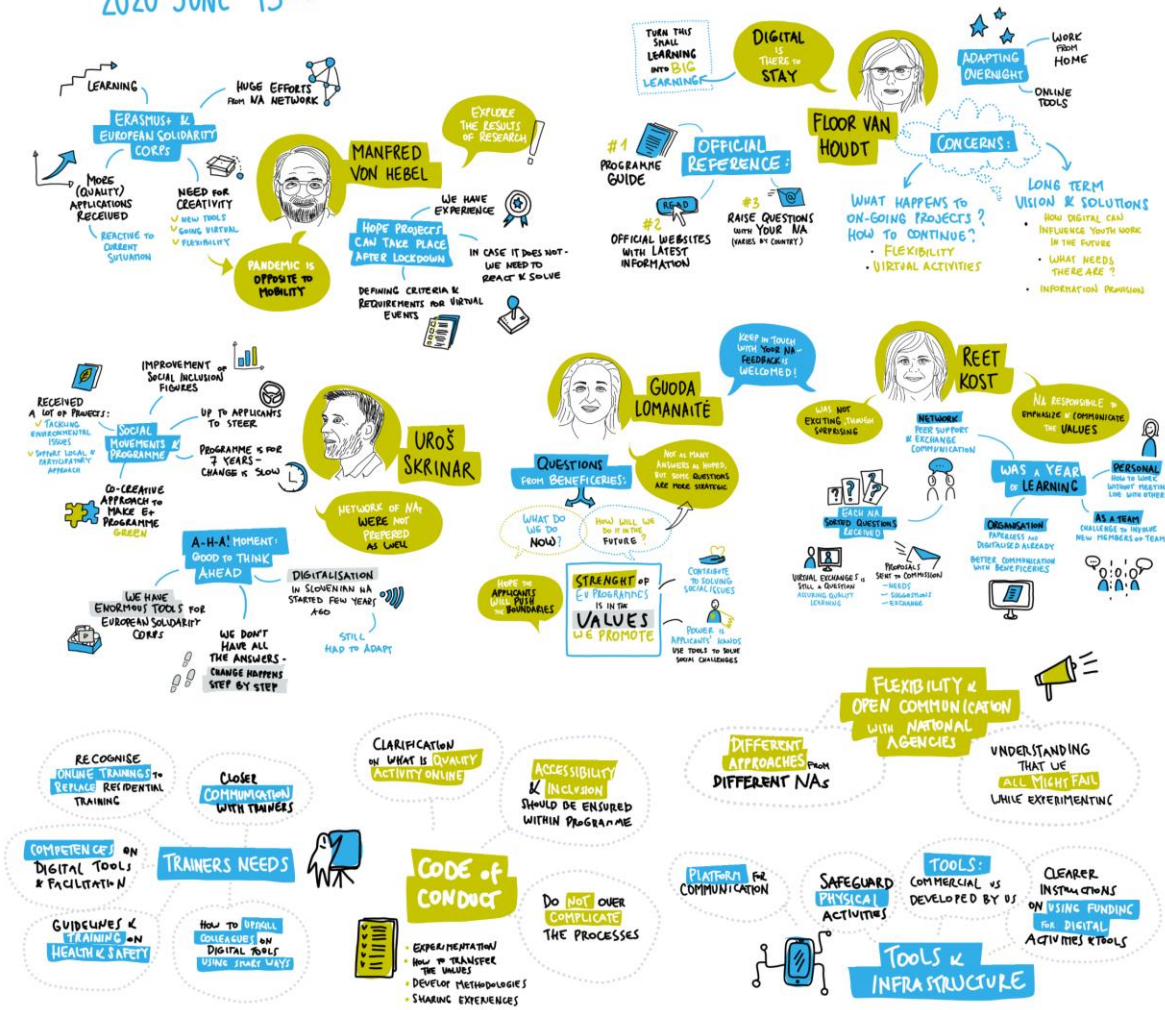 2020 JUNE 15
LEARNING
HUGE EFFORTS
FROM NA NETWORK
ERASMUS+ &
EUROPEAN SOLIDARITY
CORPS
MORE
(QUALITY)
APPLICATIONS
RECEIVED
REACTIVE TO
CURRENT
SITUATION
NEED FOR
CREATIVITY
NEW TOOLS
GOING VIRTUAL
FLEXIBILITY
PANDEMIC IS
OPPOSITE TO
MOBILITY
MANFRED
VON HEBEL
EXPLORE
THE RESULTS
OF RESEARCH
!
WE HAVE
EXPERIENCE
HOPE PROJECTS
CAN TAKE PLACE
AFTER LOCKDOWN
IN CASE IT DOES NOT -
WE NEED TO
REACT & SOLVE
DEFINING CRITERIA &
REQUIREMENTS FOR VIRTUAL
EVENTS
TURN THIS
SMALL
LEARNING
INTO BIG
LEARNING
DIGITAL
IS
THERE TO
STAY
FLOOR VAN
HOUDT
ADAPTING
OVERNIGHT
WORK
FROM
HOME
ONLINE
TOOLS
OFFICIAL
REFERENCE:
#1
PROGRAMME
GUIDE
READ
#2
OFFICIAL WEBSITES
WITH LATEST
INFORMATION
#3
RAISE QUESTIONS
WITH YOUR NA
(VARIES BY COUNTRY)
CONCERNS:
WHAT HAPPENS TO
ON-GOING PROJECTS?
HOW TO CONTINUE?
• FLEXIBILITY
• VIRTUAL ACTIVITIES
LONG TERM
VISION & SOLUTIONS
• HOW DIGITAL CAN
INFLUENCE YOUTH WORK
IN THE FUTURE
• WHAT NEEDS
THERE ARE?
• INFORMATION PROVISION
IMPROVEMENT OF
SOCIAL INCLUSION
FIGURES
RECEIVED
A LOT OF PROJECTS:
TACKLING
ENVIRONMENTAL
ISSUES
SUPPORT LOCAL &
PARTICIPATORY
APPROACH
SOCIAL
MOVEMENTS &
PROGRAMME
UP TO APPLICANTS
TO STEER
PROGRAMME IS FOR
7 YEARS -
CHANGE IS SLOW
CO-CREATIVE
APPROACH TO
MAKE E+
PROGRAMME
GREEN
UROŠ
SKRINAR
NETWORK OF NAs
WERE NOT
PREPERED
AS WELL
A-H-A! MOMENT:
GOOD TO THINK
AHEAD
WE HAVE
ENORMOUS TOOLS FOR
EUROPEAN SOLIDARITY
CORPS
WE DON'T
HAVE ALL
THE ANSWERS -
CHANGE HAPPENS
STEP BY STEP
DIGITALISATION
IN SLOVENIAN NA
STARTED FEW YEARS
AGO
STILL
HAD TO ADAPT
GUODA
LOMANAITĖ
KEEP IN TOUCH
WITH YOUR NA -
FEEDBACK IS
WELCOMED!
QUESTIONS
FROM BENEFICERIES:
NOT AS MANY
ANSWERS AS HOPED,
BUT SOME QUESTIONS
ARE MORE STRATEGIC
WHAT DO
WE DO
NOW?
HOW WILL WE
DO IT IN THE
FUTURE?
HOPE THE
APPLICANTS
WILL PUSH
THE BOUNDARIES
STRENGHT OF
EU PROGRAMMES
IS IN THE
VALUES
WE PROMOTE
CONTRIBUTE
TO SOLVING
SOCIAL ISSUES
POWER IS
APPLICANTS' HANDS
USE TOOLS TO SOLVE
SOCIAL CHALLENGES
REET
KOST
WAS NOT
EXCITING, THOUGH
SURPRISING
NA RESPONSIBLE TO
EMPHASIZE & COMMUNICATE
THE VALUES
NETWORK
PEER SUPPORT
& EXCHANGE
COMMUNICATION
WAS A YEAR
OF LEARNING
PERSONAL
HOW TO WORK
WITHOUT MEETING
LIVE WITH OTHER
AS A TEAM
CHALLENGE TO INVOLVE
NEW MEMBERS OF TEAM
ORGANISATION
PAPERLESS AND
DIGITALISED ALREADY
BETTER COMMUNICATION
WITH BENEFICERIES
? ? ? ?
EACH NA
SORTED QUESTIONS
RECEIVED
VIRTUAL EXCHANGES IS
STILL A QUESTION
ASSURING QUALITY
LEARNING
PROPOSALS
SENT TO COMMISSION
- NEEDS
- SUGGESTIONS
- EXCHANGE
RECOGNISE
ONLINE TRAININGS TO
REPLACE RESIDENTIAL
TRAINING
CLOSER
COMMUNICATION
WITH TRAINERS
COMPETENCES ON
DIGITAL TOOLS
& FACILITATION
TRAINERS NEEDS
GUIDELINES &
TRAINING ON
HEALTH & SAFETY
HOW TO UPSKILL
COLLEAGUES ON
DIGITAL TOOLS
USING SMART WAYS
CLARIFICATION
ON WHAT IS QUALITY
ACTIVITY ONLINE
ACCESSIBILITY
& INCLUSION
SHOULD BE ENSURED
WITHIN PROGRAMME
CODE OF
CONDUCT
DO NOT OVER
COMPLICATE
THE PROCESSES
• EXPERIMENTATION
• HOW TO TRANSFER
THE VALUES
• DEVELOP METHODOLOGIES
• SHARING EXPERIENCES
FLEXIBILITY &
OPEN COMMUNICATION
WITH NATIONAL
AGENCIES
DIFFERENT
APPROACHES FROM
DIFFERENT NAs
UNDERSTANDING
THAT WE
ALL MIGHT FAIL
WHILE EXPERIMENTING
PLATFORM FOR
COMMUNICATION
SAFEGUARD
PHYSICAL
ACTIVITIES
TOOLS:
COMMERCIAL VS
DEVELOPED BY US
CLEARER
INSTRUCTIONS
ON USING FUNDING
FOR DIGITAL
ACTIVITIES & TOOLS
TOOLS &
INFRASTRUCTURE